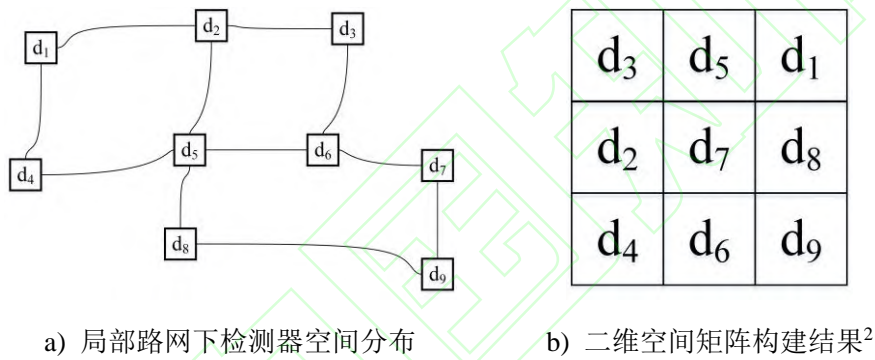 d₁ d₂ d₃
d₄ d₅ d₆ d₇
d₈ d₉
d₃ d₅ d₁
d₂ d₇ d₈
d₄ d₆ d₉
a) 局部路网下检测器空间分布
b) 二维空间矩阵构建结果²